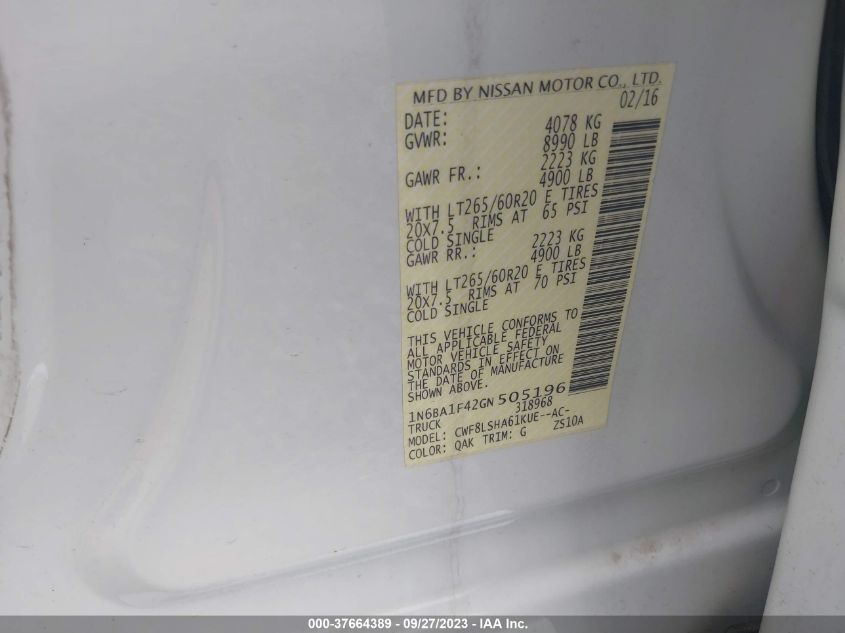 MFD BY NISSAN MOTOR CO., LTD.
DATE: 02/16
GVWR: 4078 KG
8990 LB
GAWR FR.: 2223 KG
4900 LB
WITH LT265/60R20 E TIRES
20X7.5 RIMS AT 65 PSI
COLD SINGLE
GAWR RR.: 2223 KG
4900 LB
WITH LT265/60R20 E TIRES
20X7.5 RIMS AT 70 PSI
COLD SINGLE
THIS VEHICLE CONFORMS TO
ALL APPLICABLE FEDERAL
MOTOR VEHICLE SAFETY
STANDARDS IN EFFECT ON
THE DATE OF MANUFACTURE
SHOWN ABOVE.
1N6BA1F42GN505196
TRUCK 318968
MODEL: CWF8LSHA61KUE--AC-
COLOR: QAK TRIM: G ZS10A
000-37664389 - 09/27/2023 - IAA Inc.